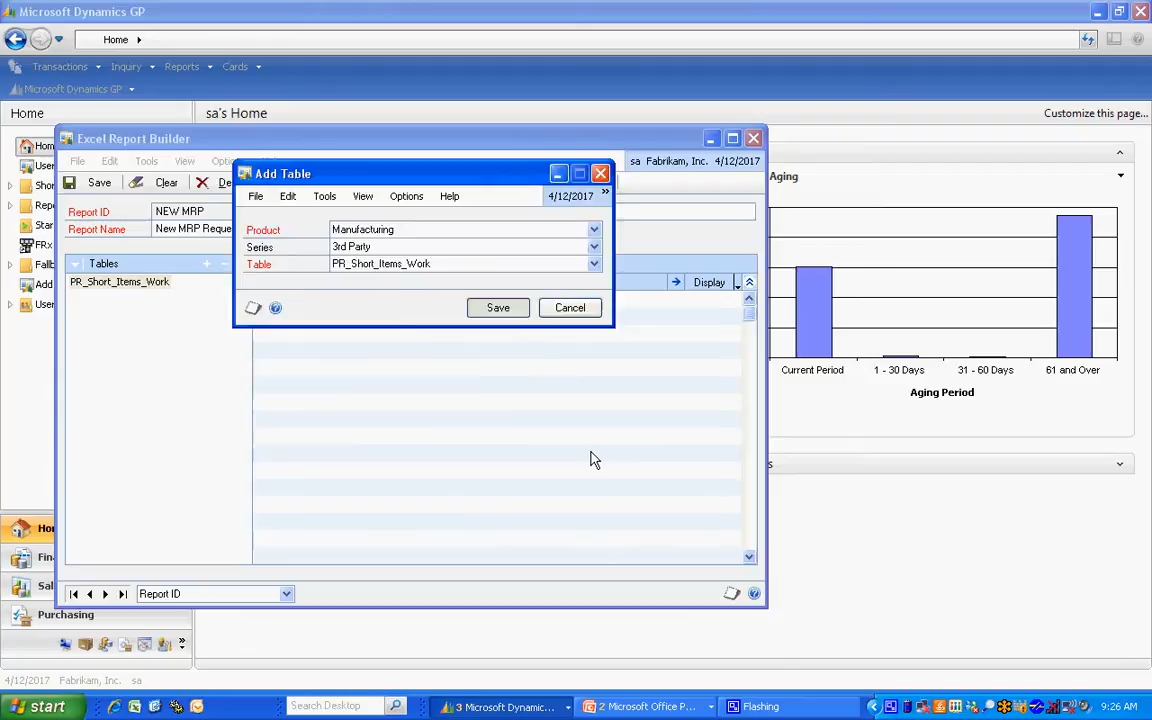 Microsoft Dynamics GP
Home
Transactions Inquiry Reports Cards
Microsoft Dynamics GP
Home
sa's Home
Customize this page...
Excel Report Builder
File Edit Tools View
sa Fabrikam, Inc. 4/12/2017
Save Clear
Report ID NEW MRP
Report Name
Tables
PR_Short_Items_Work
Display
Add Table
File Edit Tools View Options Help 4/12/2017 »
Product Manufacturing
Series 3rd Party
Table PR_Short_Items_Work
Save Cancel
Report ID
Aging
Current Period 1 - 30 Days 31 - 60 Days 61 and Over
Aging Period
Purchasing
4/12/2017 Fabrikam, Inc. sa
start
Search Desktop
3 Microsoft Dynamic...
2 Microsoft Office P...
Flashing
9:26 AM